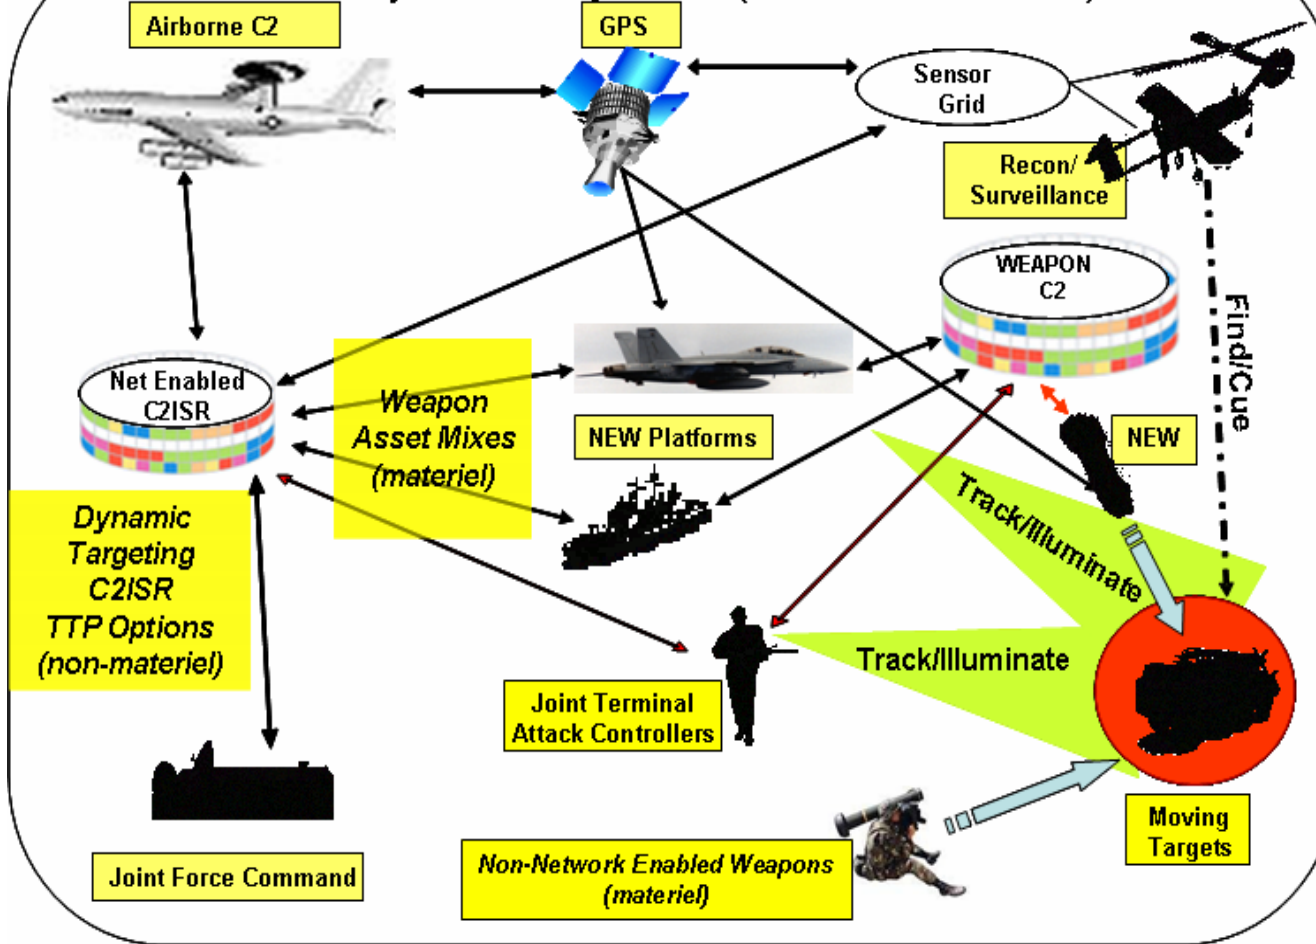 Airborne C2
GPS
Sensor
Grid
Recon/
Surveillance
WEAPON
C2
Find/Cue
Net Enabled
C2ISR
Weapon
Asset Mixes
(materiel)
NEW Platforms
NEW
Track/Illuminate
Dynamic
Targeting
C2ISR
TTP Options
(non-materiel)
Track/Illuminate
Joint Terminal
Attack Controllers
Moving
Targets
Joint Force Command
Non-Network Enabled Weapons
(materiel)